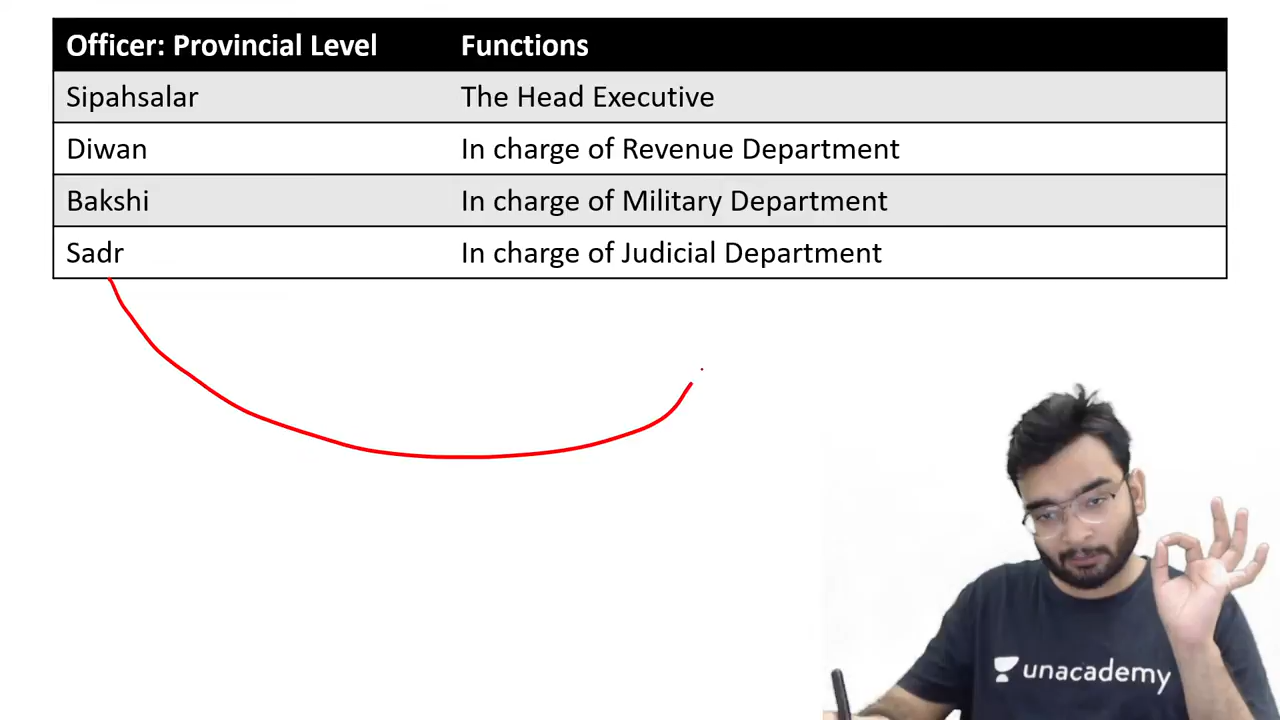 Officer: Provincial Level Functions
Sipahsalar The Head Executive
Diwan In charge of Revenue Department
Bakshi In charge of Military Department
Sadr In charge of Judicial Department
unacademy